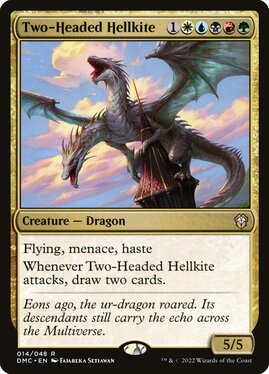 Two-Headed Hellkite 1
Creature — Dragon
Flying, menace, haste
Whenever Two-Headed Hellkite
attacks, draw two cards.
Eons ago, the ur-dragon roared. Its
descendants still carry the echo across
the Multiverse.
5/5
014/048 R
DMC • EN Fajareka Setiawan
™ & © 2022 Wizards of the Coast